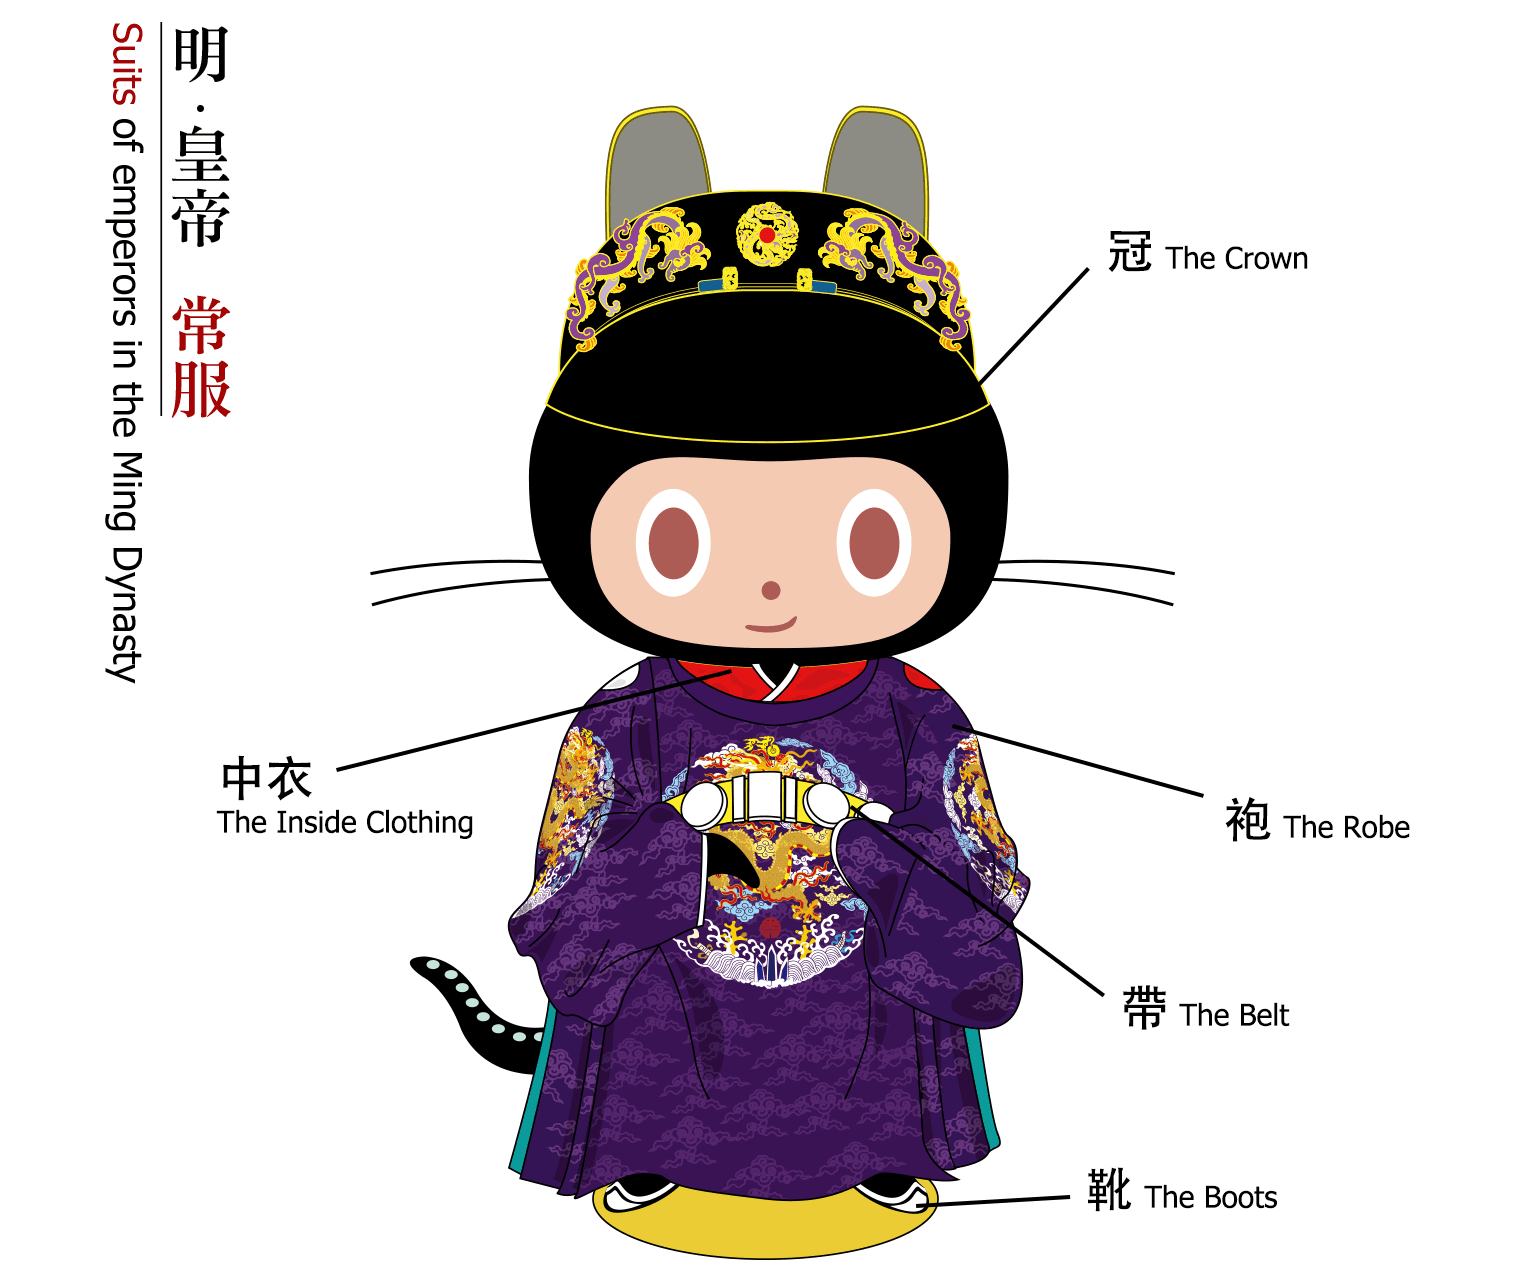 明·皇帝 常服
Suits of emperors in the Ming Dynasty
冠 The Crown
中衣
The Inside Clothing
袍 The Robe
帶 The Belt
靴 The Boots